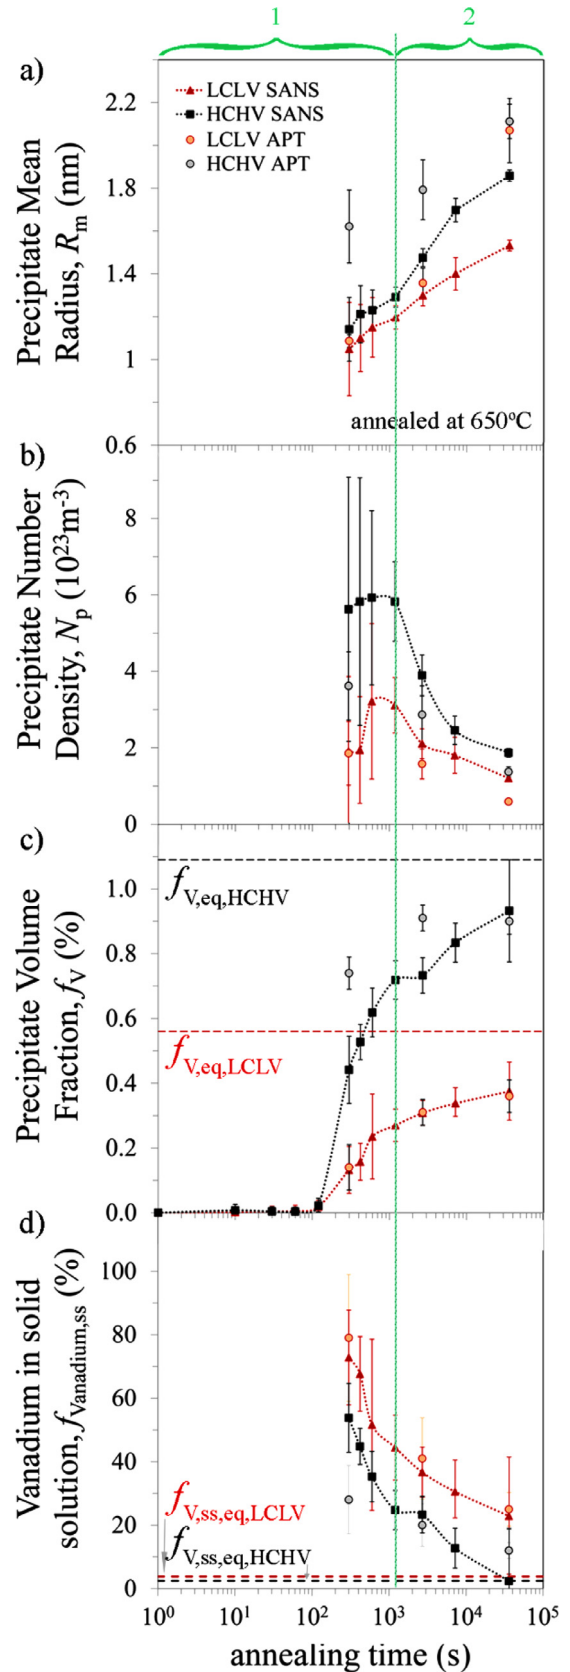 1 2
a)
LCLV SANS
HCHV SANS
LCLV APT
HCHV APT
Precipitate Mean
Radius, Rm (nm)
2.2
1.8
1.4
1
0.6
annealed at 650ºC
b)
Precipitate Number
Density, Np (10²³m⁻³)
8
6
4
2
0
c)
Precipitate Volume
Fraction, fV (%)
1.0
0.8
0.6
0.4
0.2
0.0
fV,eq,HCHV
fV,eq,LCLV
d)
Vanadium in solid
solution, fVanadium,ss (%)
100
80
60
40
20
0
fV,ss,eq,LCLV
fV,ss,eq,HCHV
10⁰ 10¹ 10² 10³ 10⁴ 10⁵
annealing time (s)